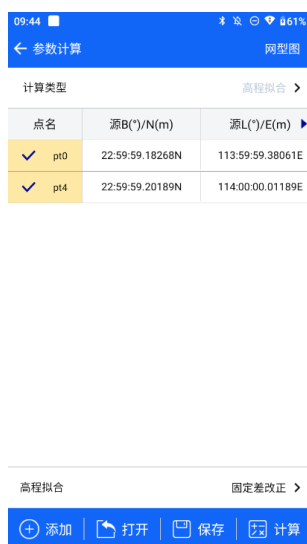 09:44 61%
参数计算 网型图
计算类型 高程拟合
点名 源B(°)/N(m) 源L(°)/E(m)
pt0 22:59:59.18268N 113:59:59.38061E
pt4 22:59:59.20189N 114:00:00.01189E
高程拟合 固定差改正
添加 打开 保存 计算